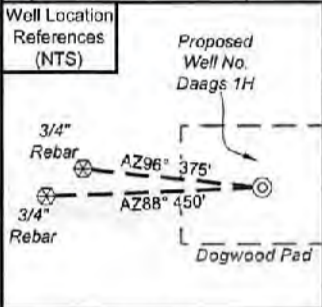 Well Location
References
(NTS)
Proposed
Well No.
Daags 1H
3/4"
Rebar
AZ96° 375'
AZ88° 450'
3/4"
Rebar
Dogwood Pad